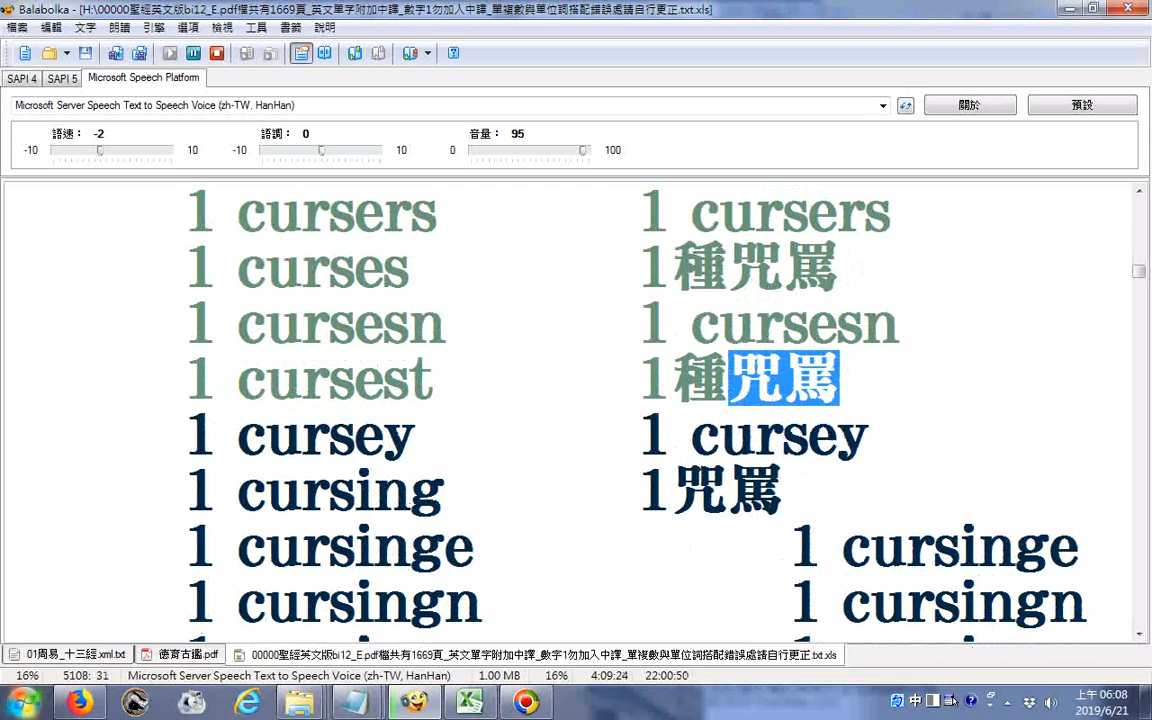 Balabolka - [H:\00000聖經英文版bi12_E.pdf檔共有1669頁_英文單字附加中譯_數字1勿加入中譯_單複數與單位詞搭配錯誤處請自行更正.txt.xls]
檔案 編輯 文字 朗讀 引擎 選項 檢視 工具 書籤 說明
SAPI 4 SAPI 5 Microsoft Speech Platform
Microsoft Server Speech Text to Speech Voice (zh-TW, HanHan) 關於 預設
語速： -2 語調： 0 音量： 95
-10 10 -10 10 0 100
1 cursers 1 cursers
1 curses 1種咒罵
1 cursesn 1 cursesn
1 cursest 1種咒罵
1 cursey 1 cursey
1 cursing 1咒罵
1 cursinge 1 cursinge
1 cursingn 1 cursingn
01周易_十三經.xml.txt 德育古鑑.pdf 00000聖經英文版bi12_E.pdf檔共有1669頁_英文單字附加中譯_數字1勿加入中譯_單複數與單位詞搭配錯誤處請自行更正.txt.xls
16% 5108: 31 Microsoft Server Speech Text to Speech Voice (zh-TW, HanHan) 1.00 MB 16% 4:09:24 22:00:50
中 上午 06:08
2019/6/21